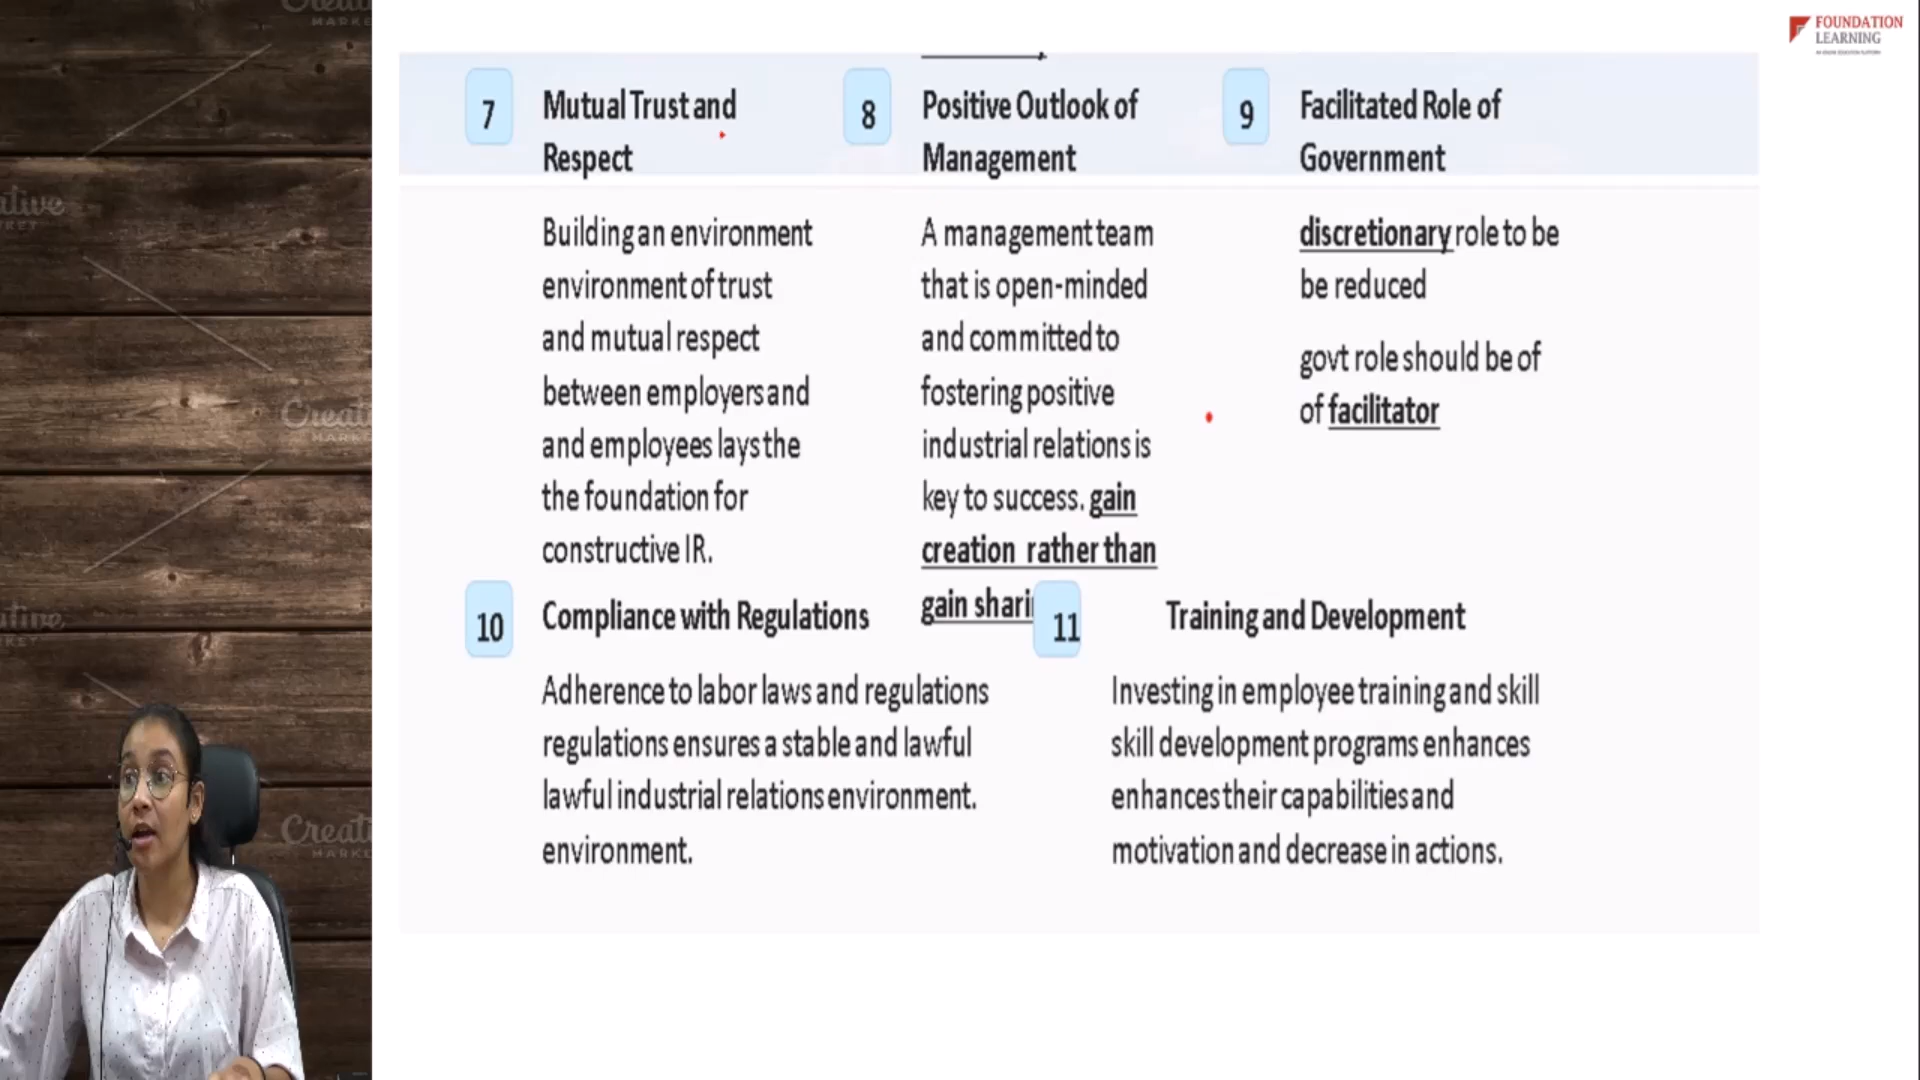 FOUNDATION
LEARNING
7
Mutual Trust and
Respect
Building an environment
environment of trust
and mutual respect
between employers and
and employees lays the
the foundation for
constructive IR.
8
Positive Outlook of
Management
A management team
that is open-minded
and committed to
fostering positive
industrial relations is
key to success. gain
creation rather than
gain shari
9
Facilitated Role of
Government
discretionary role to be
be reduced
govt role should be of
of facilitator
10
Compliance with Regulations
Adherence to labor laws and regulations
regulations ensures a stable and lawful
lawful industrial relations environment.
environment.
11
Training and Development
Investing in employee training and skill
skill development programs enhances
enhances their capabilities and
motivation and decrease in actions.